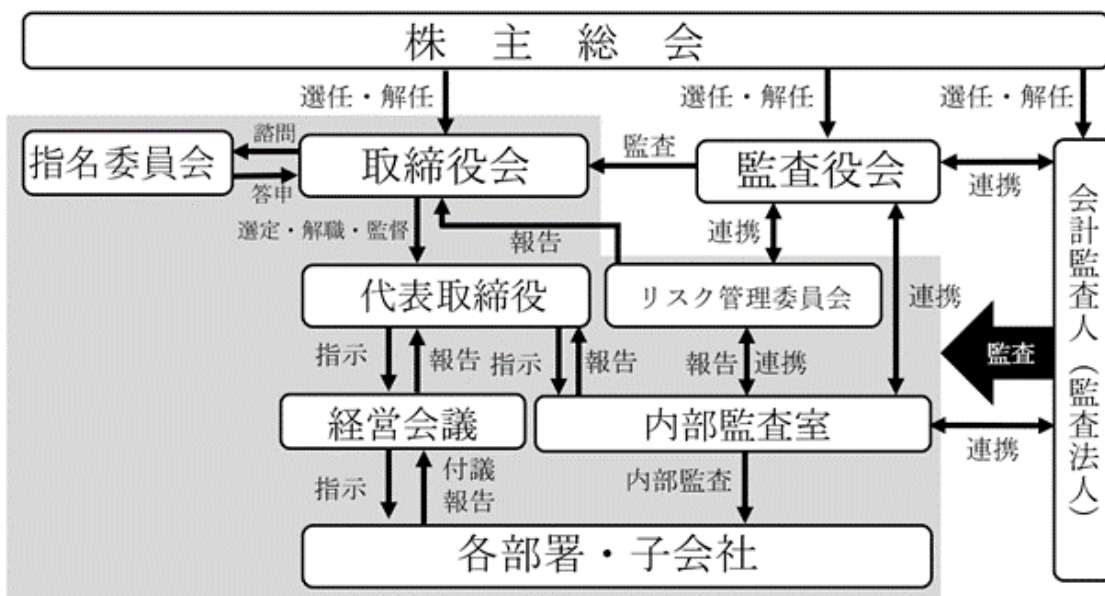 株主総会
選任・解任
選任・解任
選任・解任
指名委員会
諮問
答申
取締役会
監査
監査役会
連携
選定・解職・監督
報告
連携
連携
代表取締役
リスク管理委員会
会計監査人(監査法人)
監査
指示
報告
指示
報告
報告
連携
経営会議
内部監査室
連携
指示
付議
報告
内部監査
各部署・子会社